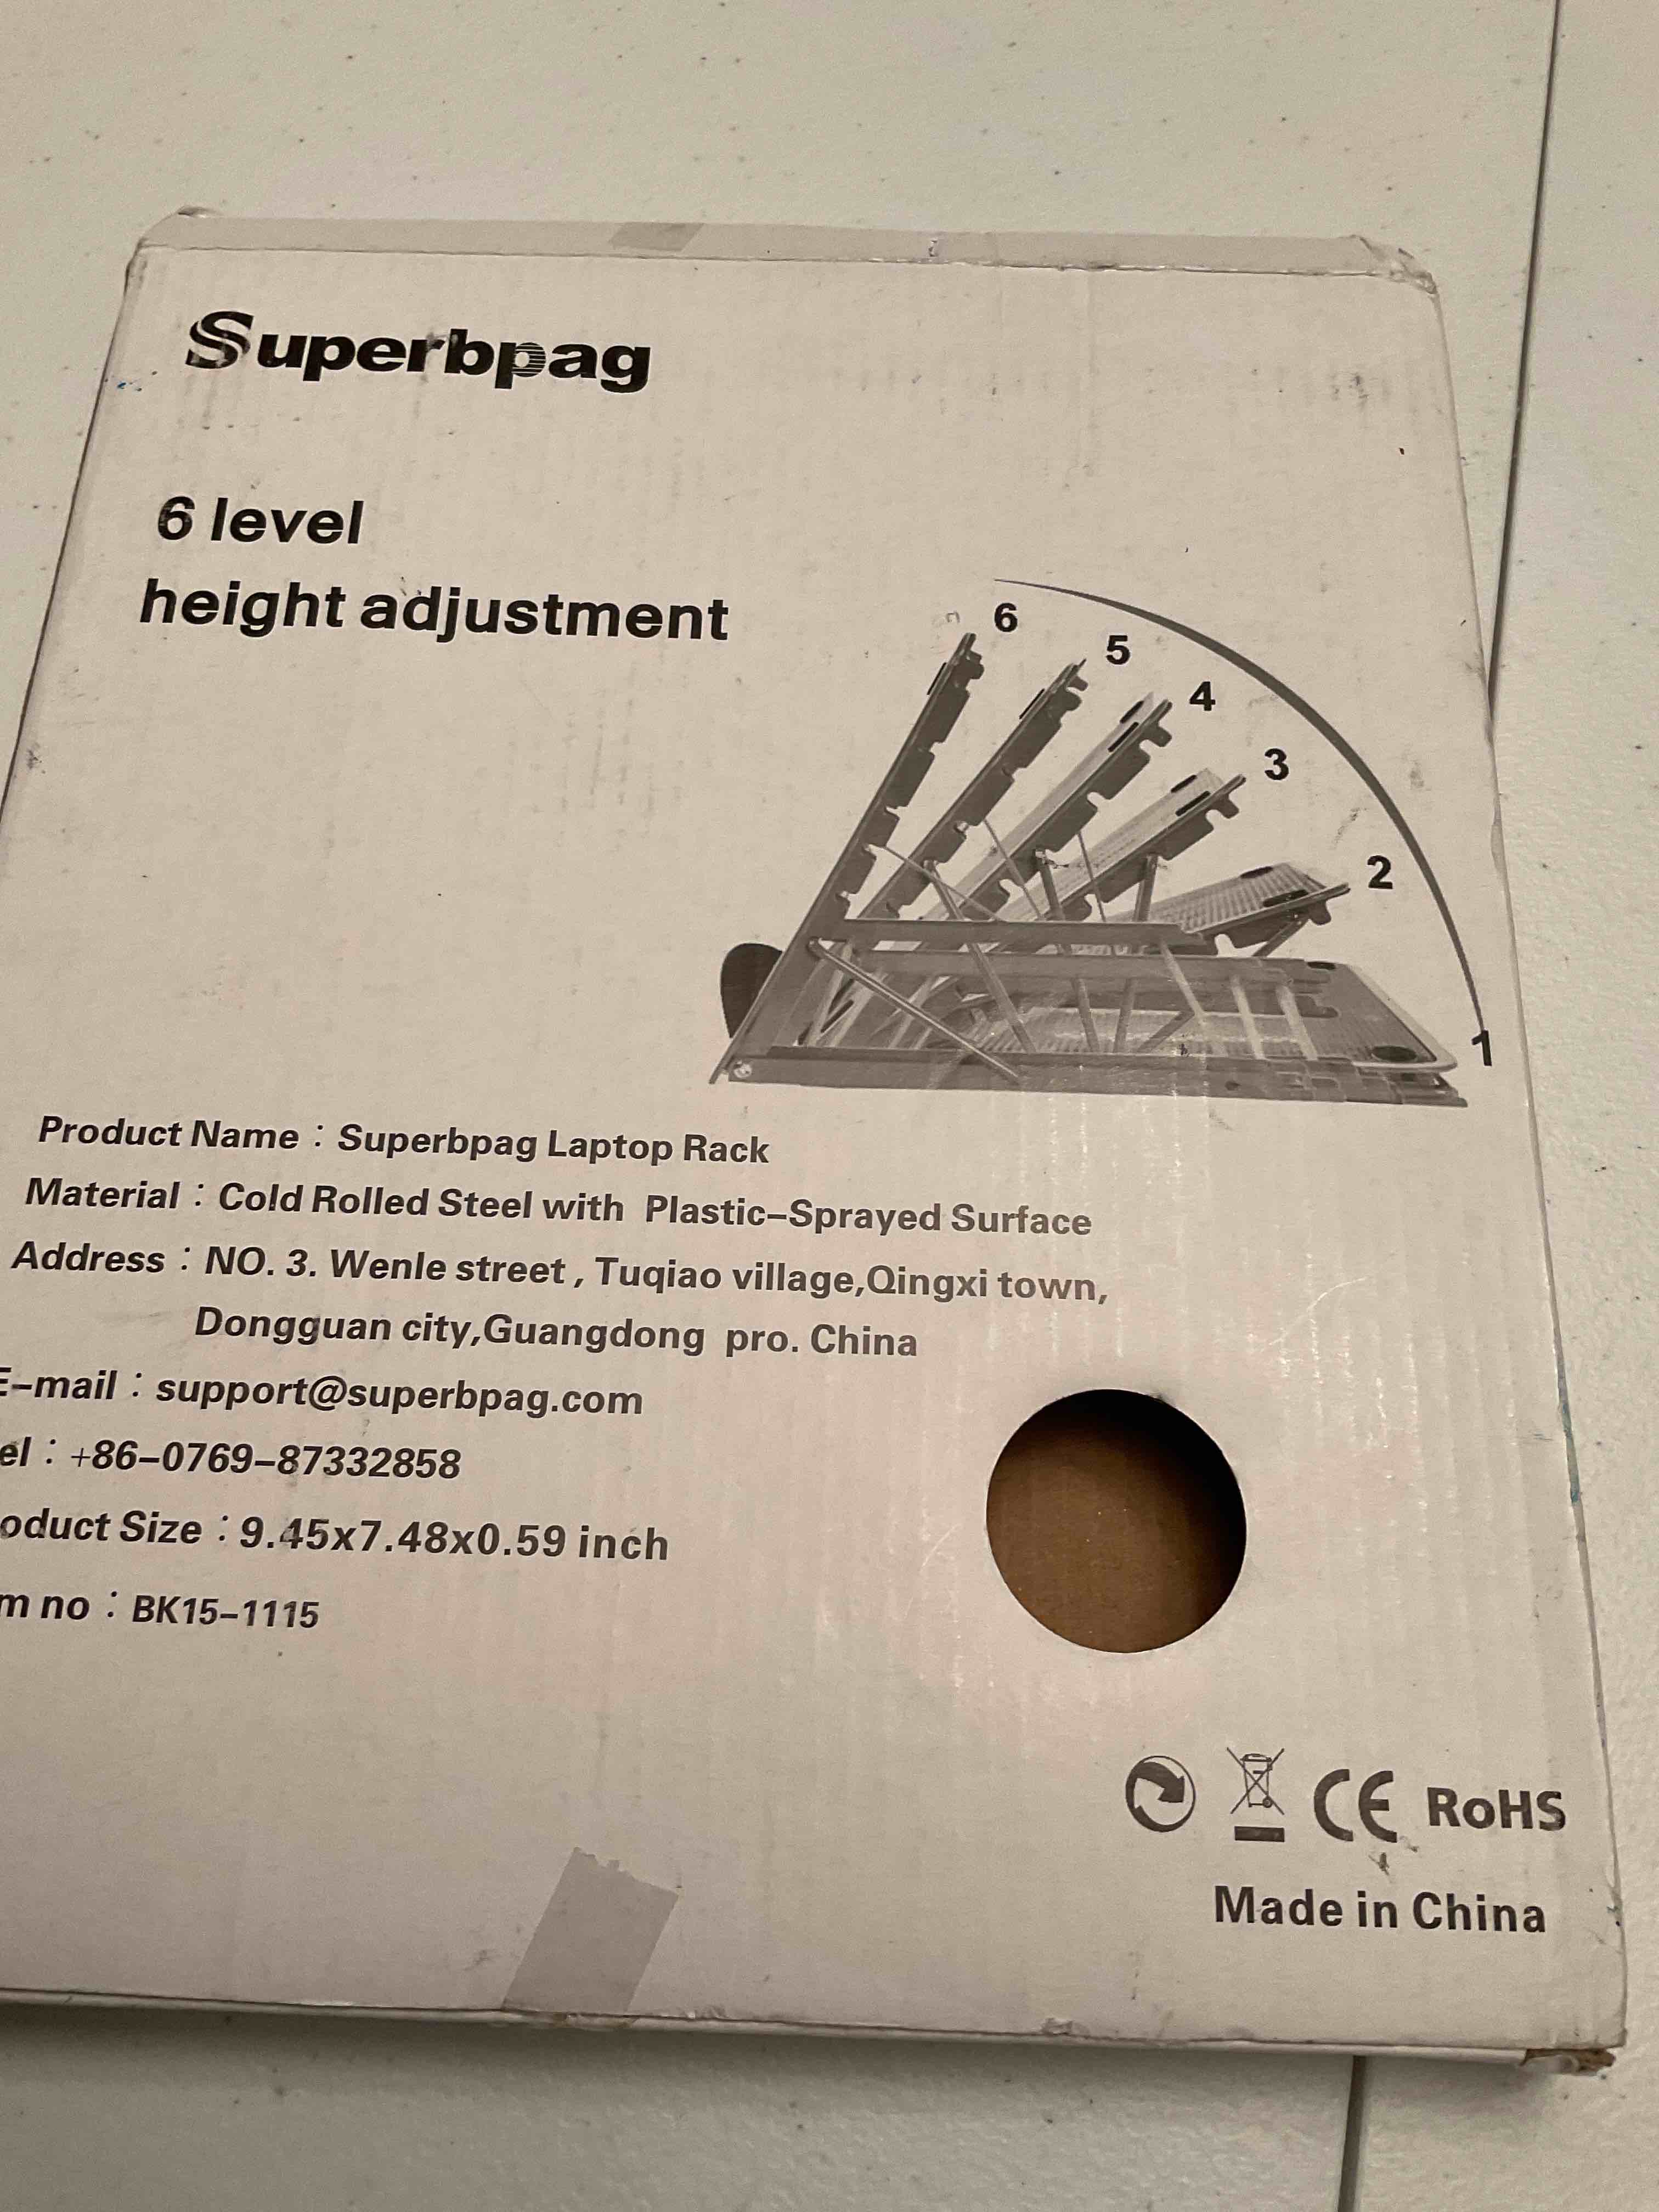 Superbpag
6 level
height adjustment
6
5
4
3
2
1
Product Name：Superbpag Laptop Rack
Material：Cold Rolled Steel with Plastic-Sprayed Surface
Address：NO. 3. Wenle street , Tuqiao village,Qingxi town,
Dongguan city,Guangdong pro. China
E-mail：support@superbpag.com
el：+86-0769-87332858
oduct Size：9.45x7.48x0.59 inch
m no：BK15-1115
CE RoHS
Made in China